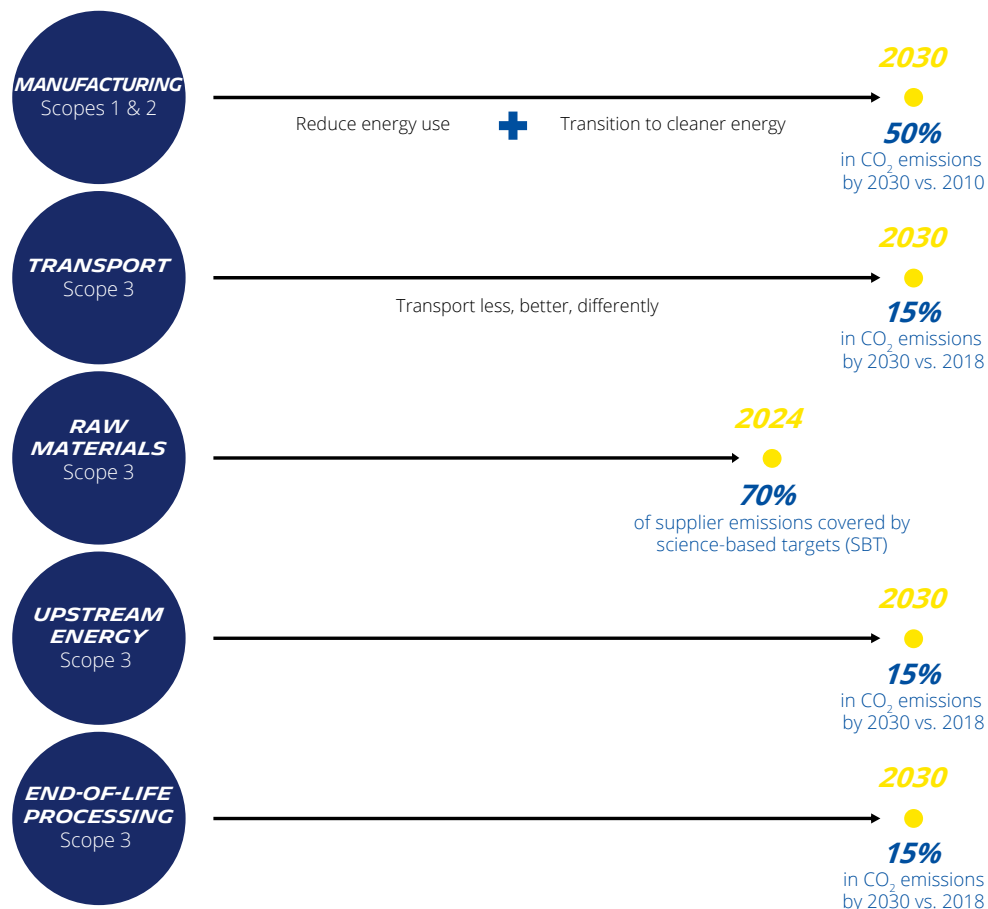 MANUFACTURING
Scopes 1 & 2
Reduce energy use
Transition to cleaner energy
2030
50%
in CO₂ emissions
by 2030 vs. 2010
TRANSPORT
Scope 3
Transport less, better, differently
2030
15%
in CO₂ emissions
by 2030 vs. 2018
RAW
MATERIALS
Scope 3
2024
70%
of supplier emissions covered by
science-based targets (SBT)
UPSTREAM
ENERGY
Scope 3
2030
15%
in CO₂ emissions
by 2030 vs. 2018
END-OF-LIFE
PROCESSING
Scope 3
2030
15%
in CO₂ emissions
by 2030 vs. 2018